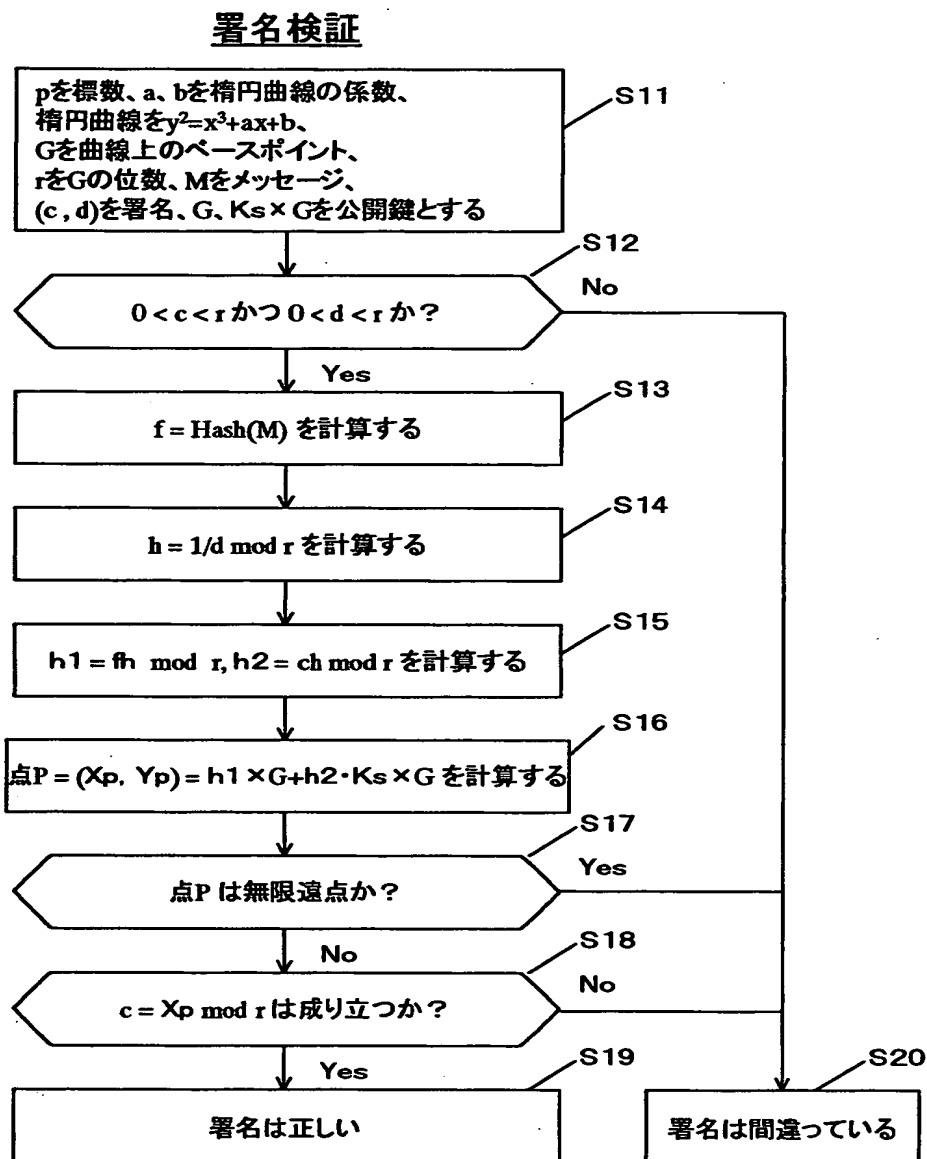 署名検証
pを標数、a、bを楕円曲線の係数、
楕円曲線をy²=x³+ax+b、
Gを曲線上のベースポイント、
rをGの位数、Mをメッセージ、
(c , d)を署名、G、Ks×Gを公開鍵とする
S11
S12
0 < c < r かつ 0 < d < r か？
No
Yes
S13
f = Hash(M) を計算する
S14
h = 1/d mod r を計算する
S15
h1 = fh mod r, h2 = ch mod r を計算する
S16
点P = (Xp, Yp) = h1×G+h2・Ks×G を計算する
S17
点P は無限遠点か？
Yes
No
S18
c = Xp mod r は成り立つか？
No
Yes
S19
署名は正しい
S20
署名は間違っている